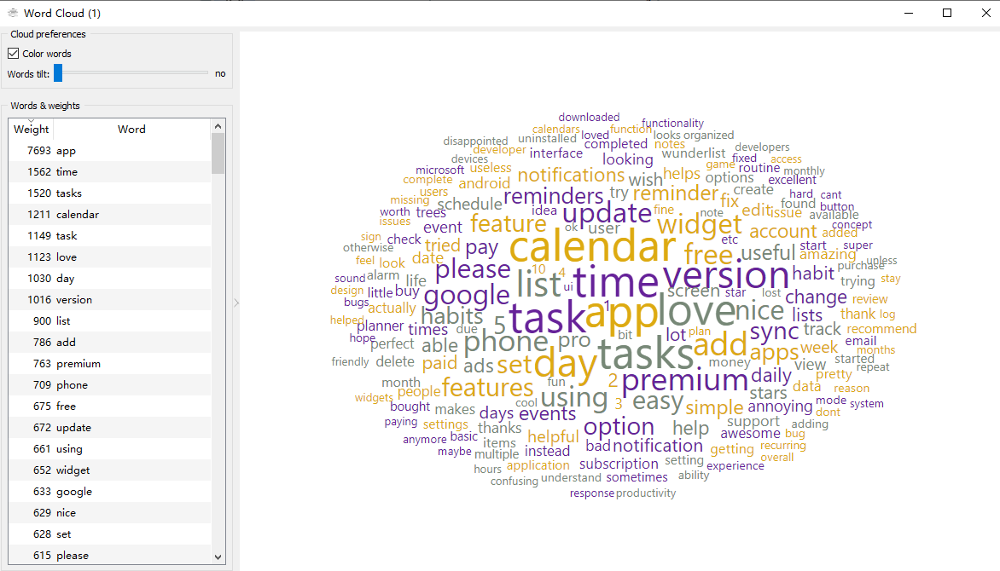 Word Cloud (1)
Cloud preferences
Color words
Words tilt: no
Words & weights
Weight Word
7693 app
1562 time
1520 tasks
1211 calendar
1149 task
1123 love
1030 day
1016 version
900 list
786 add
763 premium
709 phone
675 free
672 update
661 using
652 widget
633 google
629 nice
628 set
615 please
downloaded
functionality
calendars loved function looks organized
disappointed uninstalled completed notes developers
devices developer interface looking wunderlist fixed access
microsoft useless notifications wish helps game routine monthly
complete android options excellent
users reminders try reminder fix create hard cant
missing schedule idea update fine note edit issue found button
worth trees available
issues event feature ok user widget account added concept
sign check tried calendar etc start super
otherwise pay free useful amazing
feel look date 10 4 version purchase unless
sound alarm life please list time habit trying stay
design little buy google ui screen star lost change review
bugs actually 1
helped planner habits task app love nice lists thank log
hope times due 5 bit lot plan sync track recommend
perfect able phone pro tasks add apps week email months
friendly delete paid ads set day money view started repeat
month fun 2 premium daily pretty
widgets people features using stars data reason
bought makes cool 3 easy simple annoying mode system
paying settings days events option help support dont adding
anymore basic thanks helpful awesome bug
maybe items instead bad notification getting recurring
multiple setting overall
hours application subscription experience
confusing understand sometimes ability
response productivity